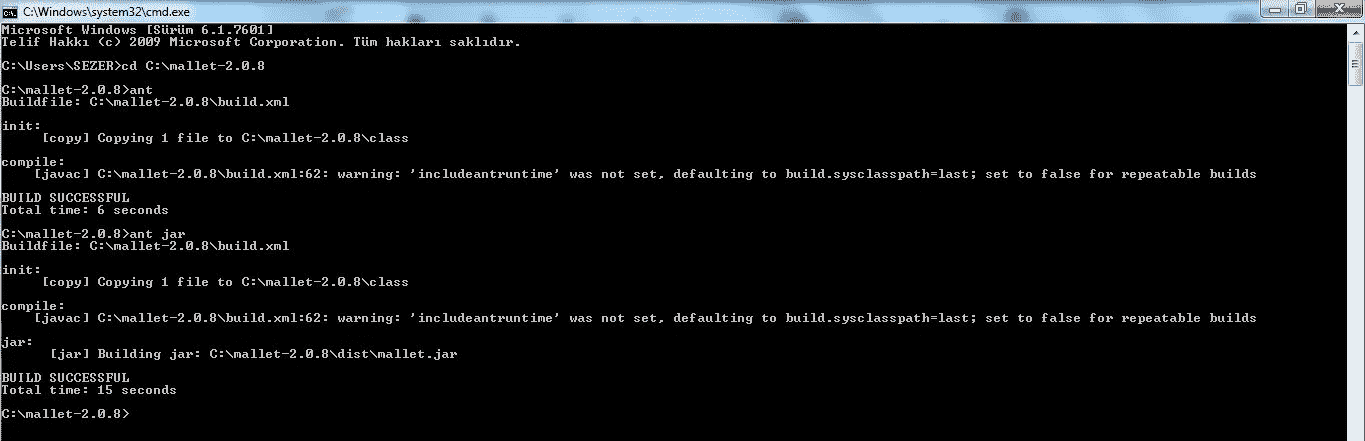 C:\Windows\system32\cmd.exe
Microsoft Windows [Sürüm 6.1.7601]
Telif Hakkı (c) 2009 Microsoft Corporation. Tüm hakları saklıdır.
C:\Users\SEZER>cd C:\mallet-2.0.8
C:\mallet-2.0.8>ant
Buildfile: C:\mallet-2.0.8\build.xml
init:
[copy] Copying 1 file to C:\mallet-2.0.8\class
compile:
[javac] C:\mallet-2.0.8\build.xml:62: warning: 'includeantruntime' was not set, defaulting to build.sysclasspath=last; set to false for repeatable builds
BUILD SUCCESSFUL
Total time: 6 seconds
C:\mallet-2.0.8>ant jar
Buildfile: C:\mallet-2.0.8\build.xml
init:
[copy] Copying 1 file to C:\mallet-2.0.8\class
compile:
[javac] C:\mallet-2.0.8\build.xml:62: warning: 'includeantruntime' was not set, defaulting to build.sysclasspath=last; set to false for repeatable builds
jar:
[jar] Building jar: C:\mallet-2.0.8\dist\mallet.jar
BUILD SUCCESSFUL
Total time: 15 seconds
C:\mallet-2.0.8>